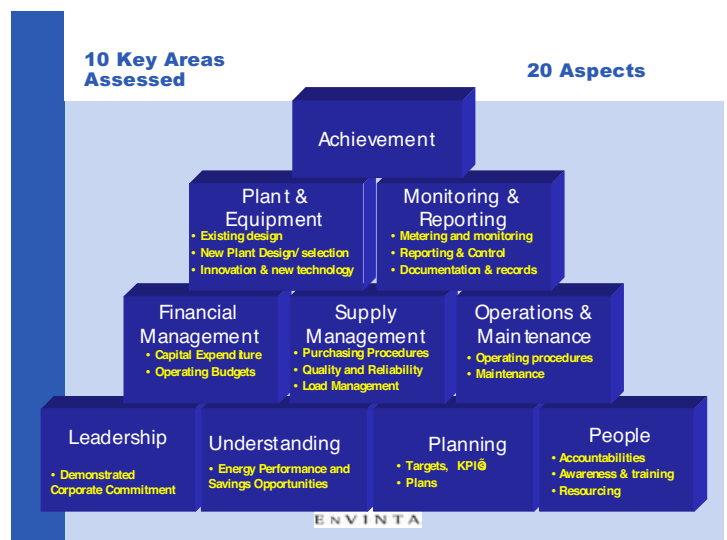 10 Key Areas
Assessed
20 Aspects
Achievement
Plant &
Equipment
• Existing design
• New Plant Design/ selection
• Innovation & new technology
Monitoring &
Reporting
• Metering and monitoring
• Reporting & Control
• Documentation & records
Financial
Management
• Capital Expenditure
• Operating Budgets
Supply
Management
• Purchasing Procedures
• Quality and Reliability
• Load Management
Operations &
Maintenance
• Operating procedures
• Maintenance
Leadership
• Demonstrated
Corporate Commitment
Understanding
• Energy Performance and
Savings Opportunities
Planning
• Targets,
• Plans
People
• Accountabilities
• Awareness & training
• Resourcing
ENVINTA